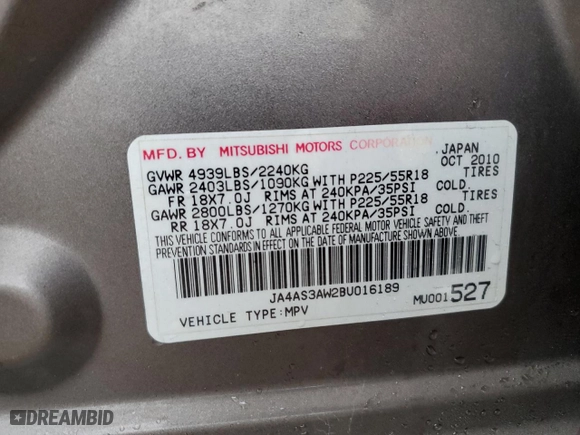 MFD. BY MITSUBISHI MOTORS CORPORATION, JAPAN
GVWR 4939LBS/2240KG OCT 2010
GAWR 2403LBS/1090KG WITH P225/55R18 TIRES
FR 18X7.0J RIMS AT 240KPA/35PSI COLD.
GAWR 2800LBS/1270KG WITH P225/55R18 TIRES
RR 18X7.0J RIMS AT 240KPA/35PSI COLD.
THIS VEHICLE CONFORMS TO ALL APPLICABLE FEDERAL MOTOR VEHICLE SAFETY AND THEFT
PREVENTION STANDARDS IN EFFECT ON THE DATE OF MANUFACTURE SHOWN ABOVE.
JA4AS3AW2BU016189
VEHICLE TYPE:MPV MU001527
DREAMBID